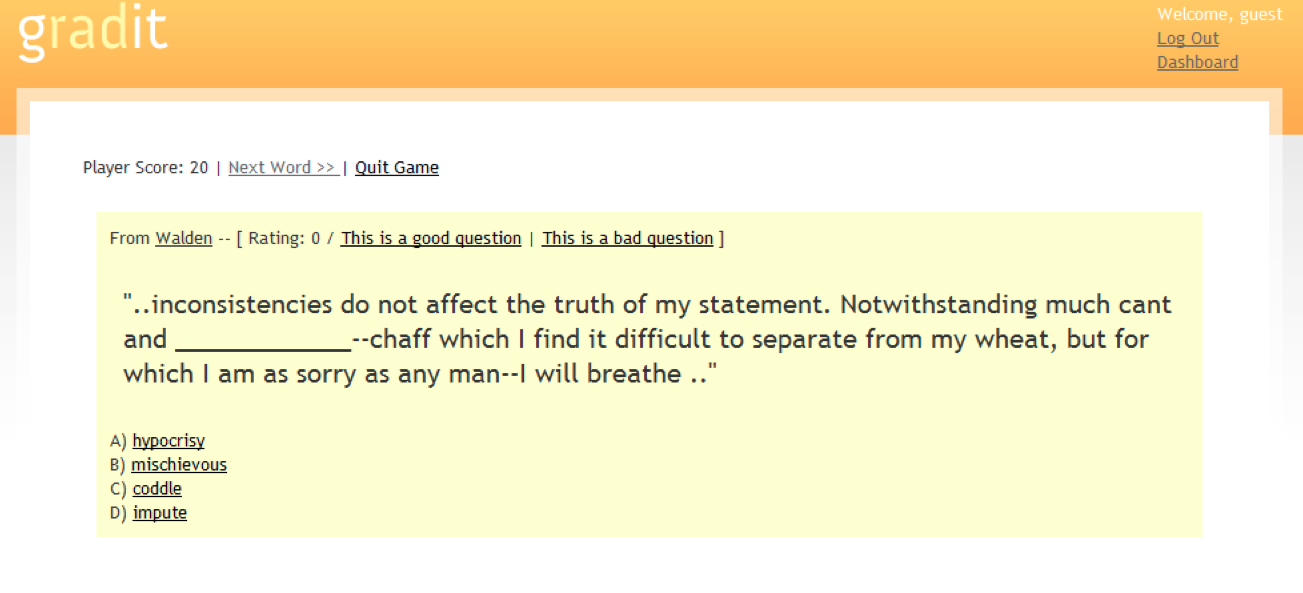 gradit
Welcome, guest
Log Out
Dashboard
Player Score: 20 | Next Word >> | Quit Game
From Walden -- [ Rating: 0 / This is a good question | This is a bad question ]
"..inconsistencies do not affect the truth of my statement. Notwithstanding much cant
and ____________--chaff which I find it difficult to separate from my wheat, but for
which I am as sorry as any man--I will breathe .."
A) hypocrisy
B) mischievous
C) coddle
D) impute